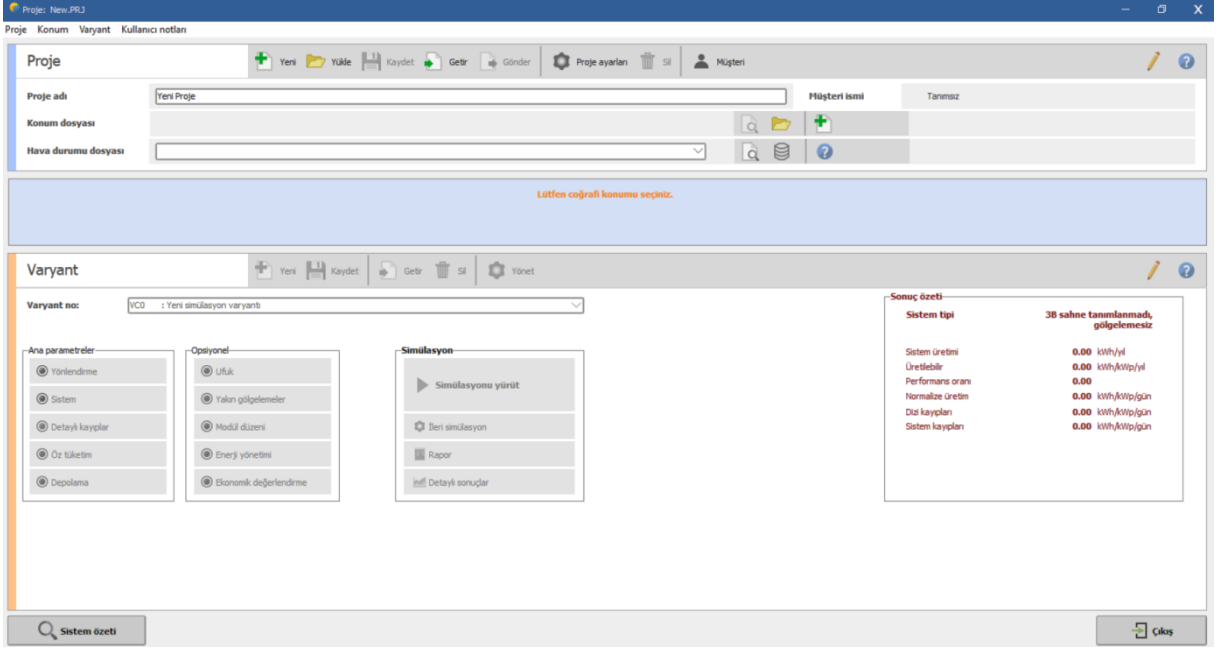 Proje: New.PRJ
Proje Konum Varyant Kullanıcı notları
Proje
Yeni Yükle Kaydet Getir Gönder Proje ayarları Sil Müşteri
Proje adı Yeni Proje Müşteri ismi Tanımsız
Konum dosyası
Hava durumu dosyası
Lütfen coğrafi konumu seçiniz.
Varyant
Yeni Kaydet Getir Sil Yönet
Varyant no: VC0 : Yeni simülasyon varyantı
Ana parametreler
Yönlendirme
Sistem
Detaylı kayıplar
Öz tüketim
Depolama
Opsiyonel
Ufuk
Yakın gölgelemeler
Modül düzeni
Enerji yönetimi
Ekonomik değerlendirme
Simülasyon
Simülasyonu yürüt
İleri simülasyon
Rapor
Detaylı sonuçlar
Sonuç özeti
Sistem tipi 3B sahne tanımlanmadı,
gölgelemesiz
Sistem üretimi 0.00 kWh/yıl
Üretilebilir 0.00 kWh/kWp/yıl
Performans oranı 0.00
Normalize üretim 0.00 kWh/kWp/gün
Dizi kayıpları 0.00 kWh/kWp/gün
Sistem kayıpları 0.00 kWh/kWp/gün
Sistem özeti
Çıkış